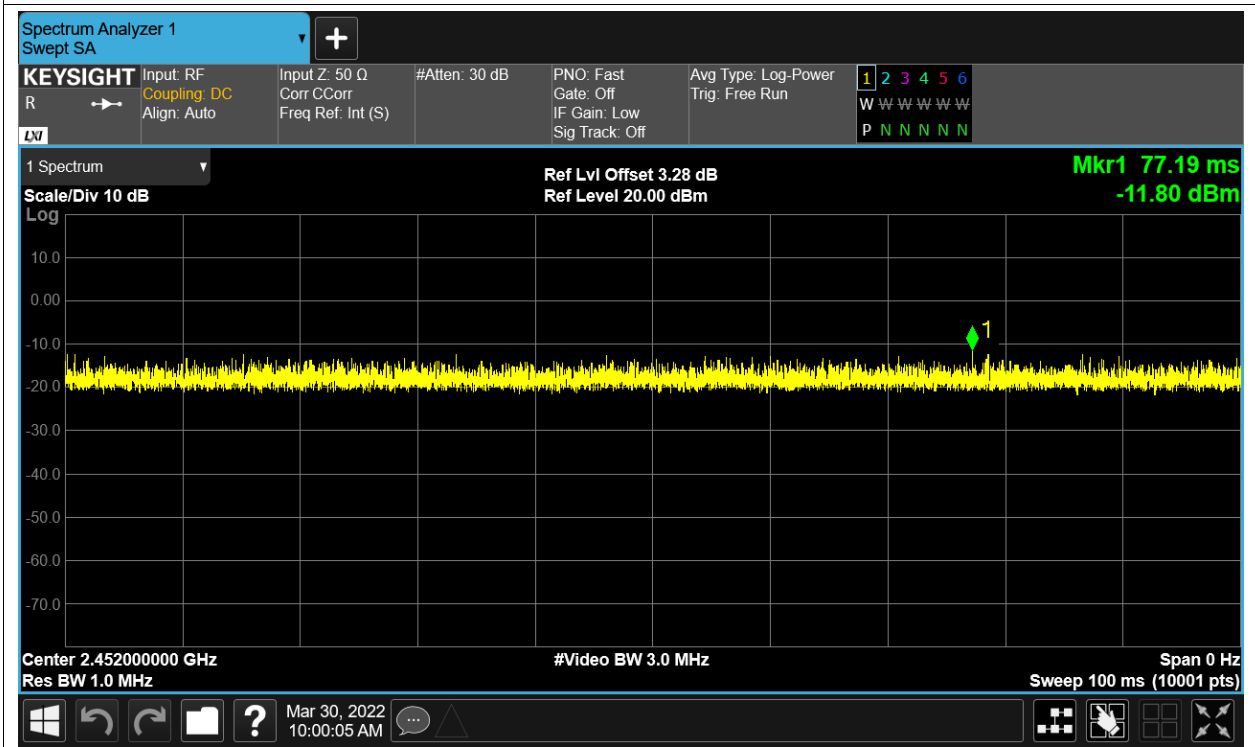 Spectrum Analyzer 1
Swept SA
KEYSIGHT
R
LXI
Input: RF
Coupling: DC
Align: Auto
Input Z: 50 Ω
Corr CCorr
Freq Ref: Int (S)
#Atten: 30 dB
PNO: Fast
Gate: Off
IF Gain: Low
Sig Track: Off
Avg Type: Log-Power
Trig: Free Run
1 2 3 4 5 6
W W W W W W
P N N N N N
1 Spectrum
Scale/Div 10 dB
Log
Ref Lvl Offset 3.28 dB
Ref Level 20.00 dBm
Mkr1 77.19 ms
-11.80 dBm
10.0
0.00
-10.0
-20.0
-30.0
-40.0
-50.0
-60.0
-70.0
1
Center 2.452000000 GHz
Res BW 1.0 MHz
#Video BW 3.0 MHz
Span 0 Hz
Sweep 100 ms (10001 pts)
?
Mar 30, 2022
10:00:05 AM